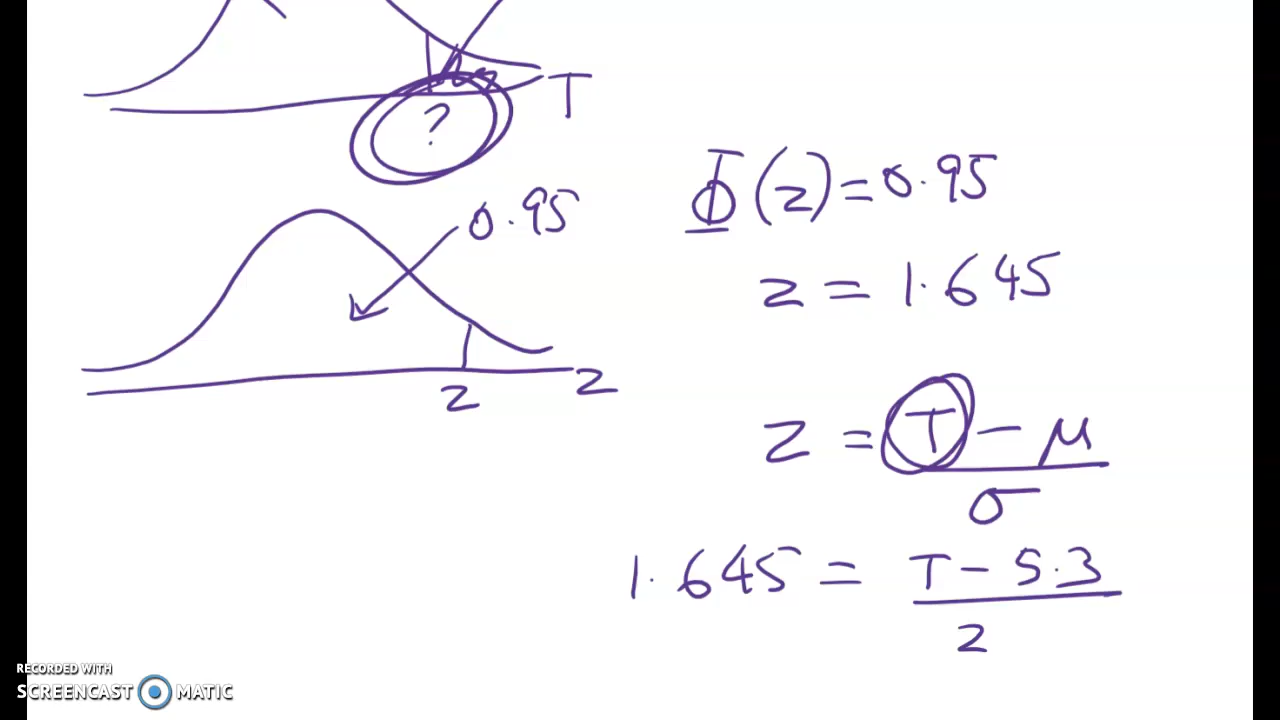 T
?
0.95
z
z
Φ(z) = 0.95
z = 1.645
z = T - μ
σ
1.645 = T - 5.3
2
RECORDED WITH
SCREENCAST MATIC